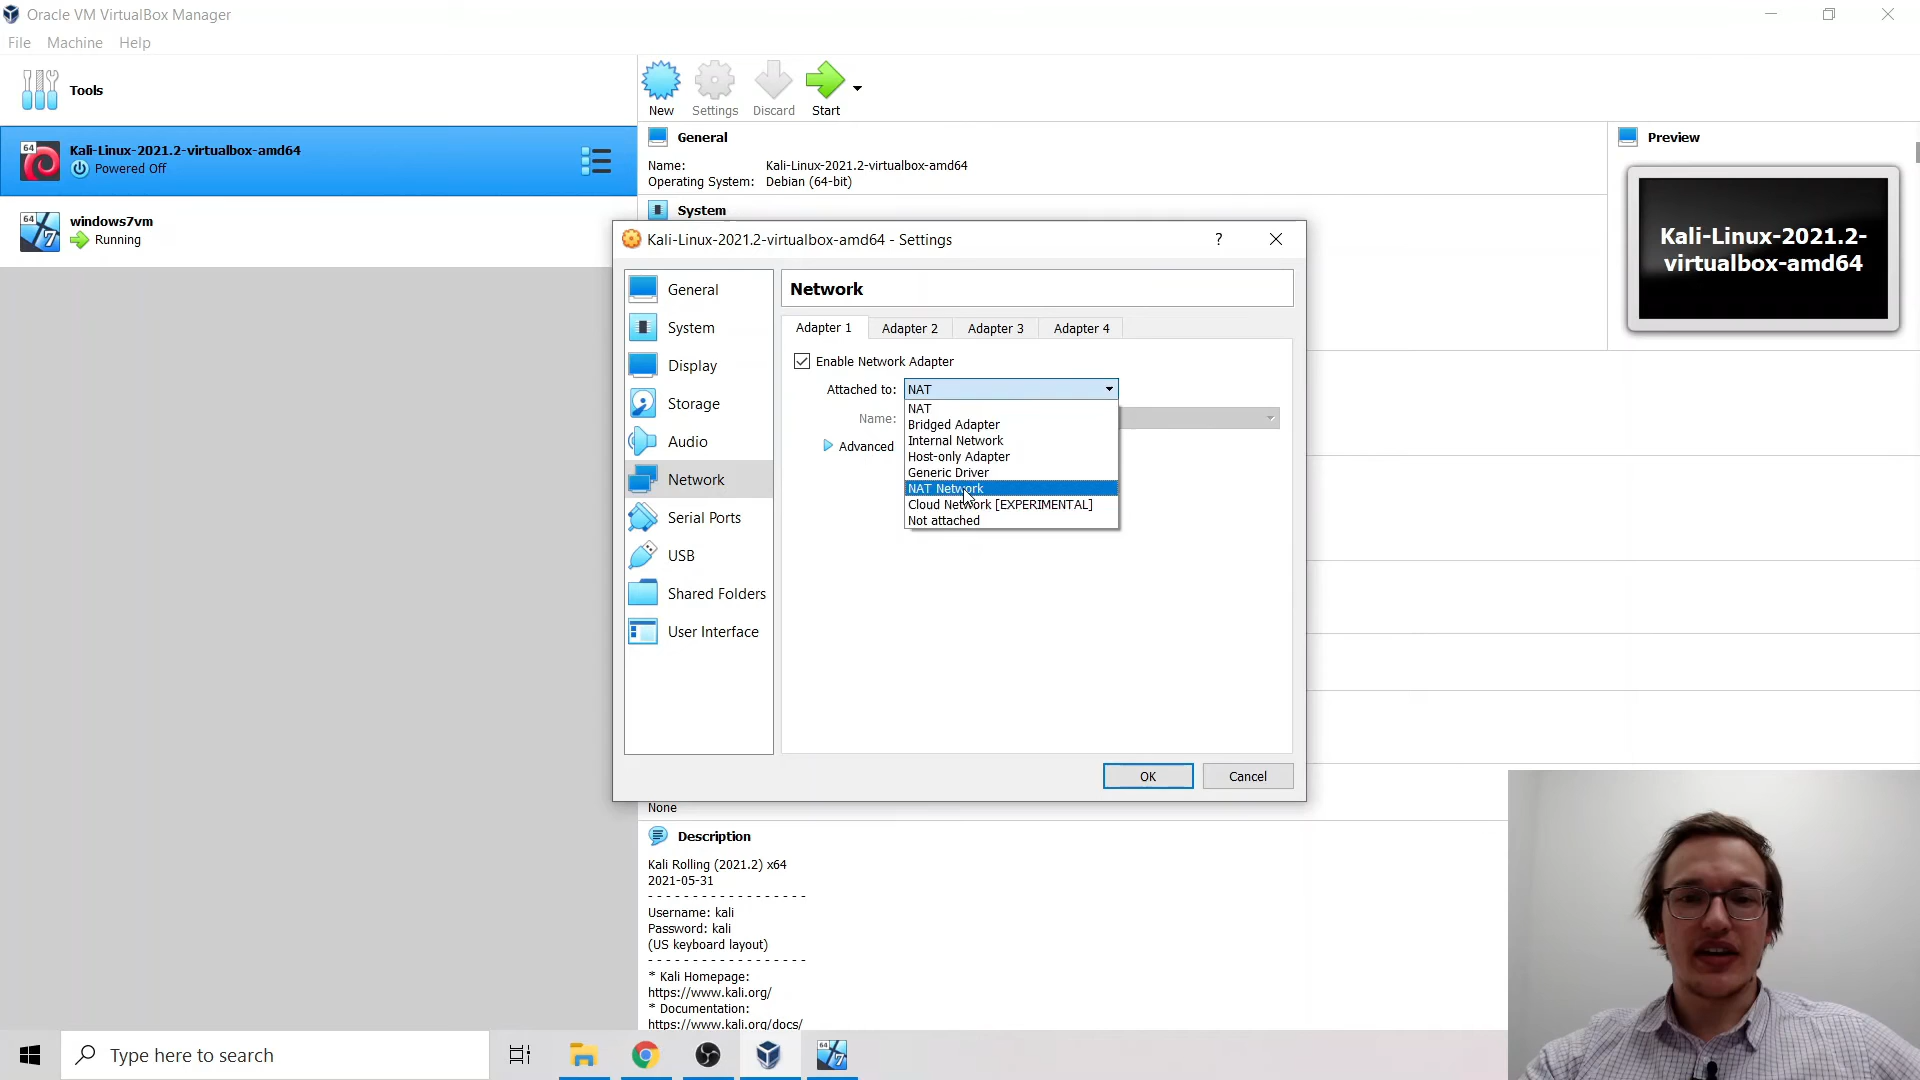 Oracle VM VirtualBox Manager
File Machine Help
Tools
New
Settings
Discard
Start
64
Kali-Linux-2021.2-virtualbox-amd64
Powered Off
64
7
windows7vm
Running
General
Name: Kali-Linux-2021.2-virtualbox-amd64
Operating System: Debian (64-bit)
System
Preview
Kali-Linux-2021.2-
virtualbox-amd64
Kali-Linux-2021.2-virtualbox-amd64 - Settings
?
General
System
Display
Storage
Audio
Network
Serial Ports
USB
Shared Folders
User Interface
Network
Adapter 1 Adapter 2 Adapter 3 Adapter 4
Enable Network Adapter
Attached to: NAT
Name:
Advanced
NAT
Bridged Adapter
Internal Network
Host-only Adapter
Generic Driver
NAT Network
Cloud Network [EXPERIMENTAL]
Not attached
OK Cancel
None
Description
Kali Rolling (2021.2) x64
2021-05-31
- - - - - - - - - - - - - - - - - -
Username: kali
Password: kali
(US keyboard layout)
- - - - - - - - - - - - - - - - - -
* Kali Homepage:
https://www.kali.org/
* Documentation:
https://www.kali.org/docs/
Type here to search
64
7